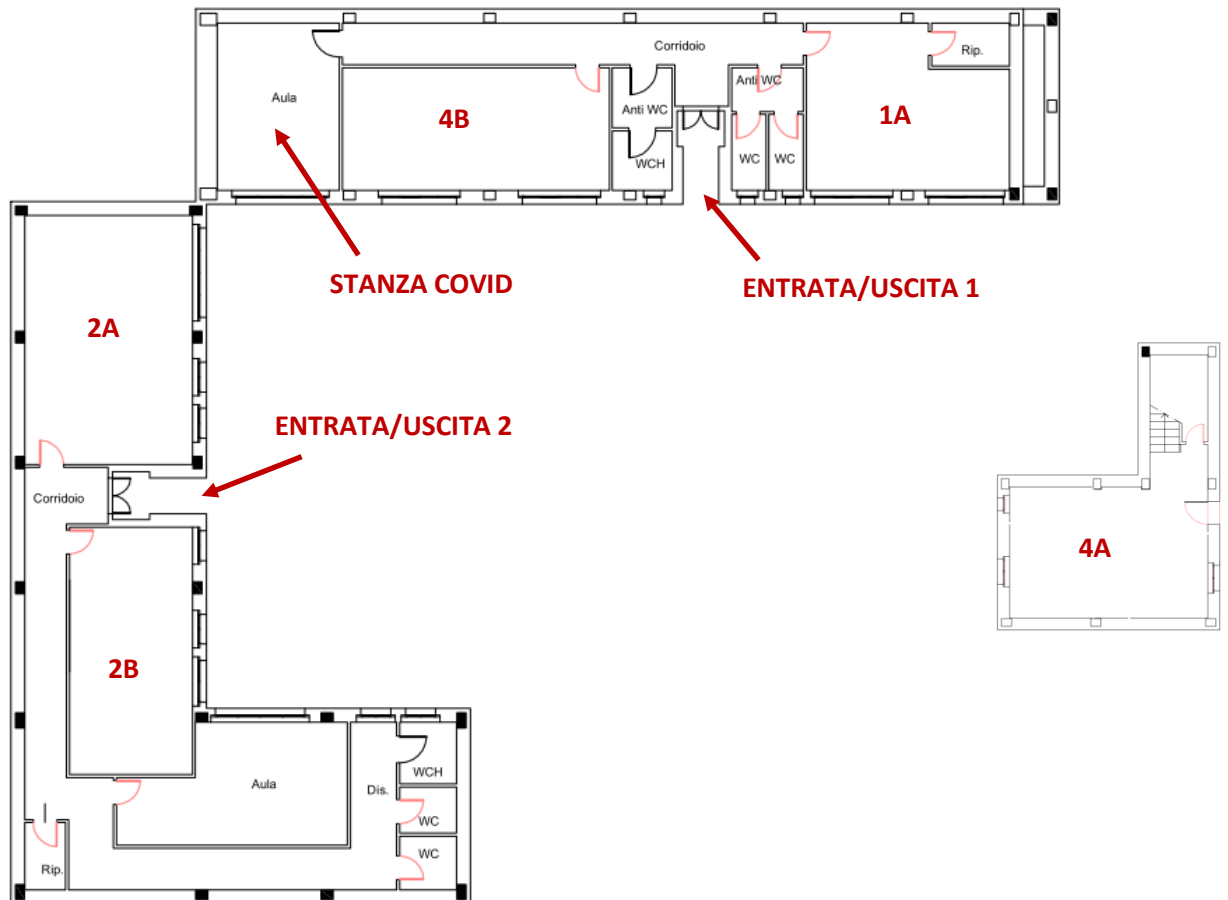 Corridoio
Rip.
Aula
4B
Anti WC
Anti WC
1A
WCH
WC
WC
STANZA COVID
ENTRATA/USCITA 1
2A
ENTRATA/USCITA 2
Corridoio
4A
2B
Aula
Dis.
WCH
WC
WC
Rip.